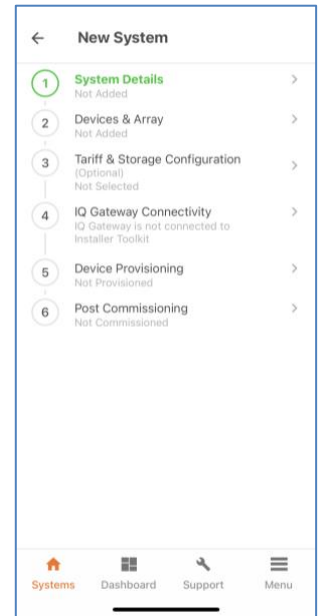 New System
1
System Details
Not Added
2
Devices & Array
Not Added
3
Tariff & Storage Configuration
(Optional)
Not Selected
4
IQ Gateway Connectivity
IQ Gateway is not connected to
Installer Toolkit
5
Device Provisioning
Not Provisioned
6
Post Commissioning
Not Commissioned
Systems Dashboard Support Menu